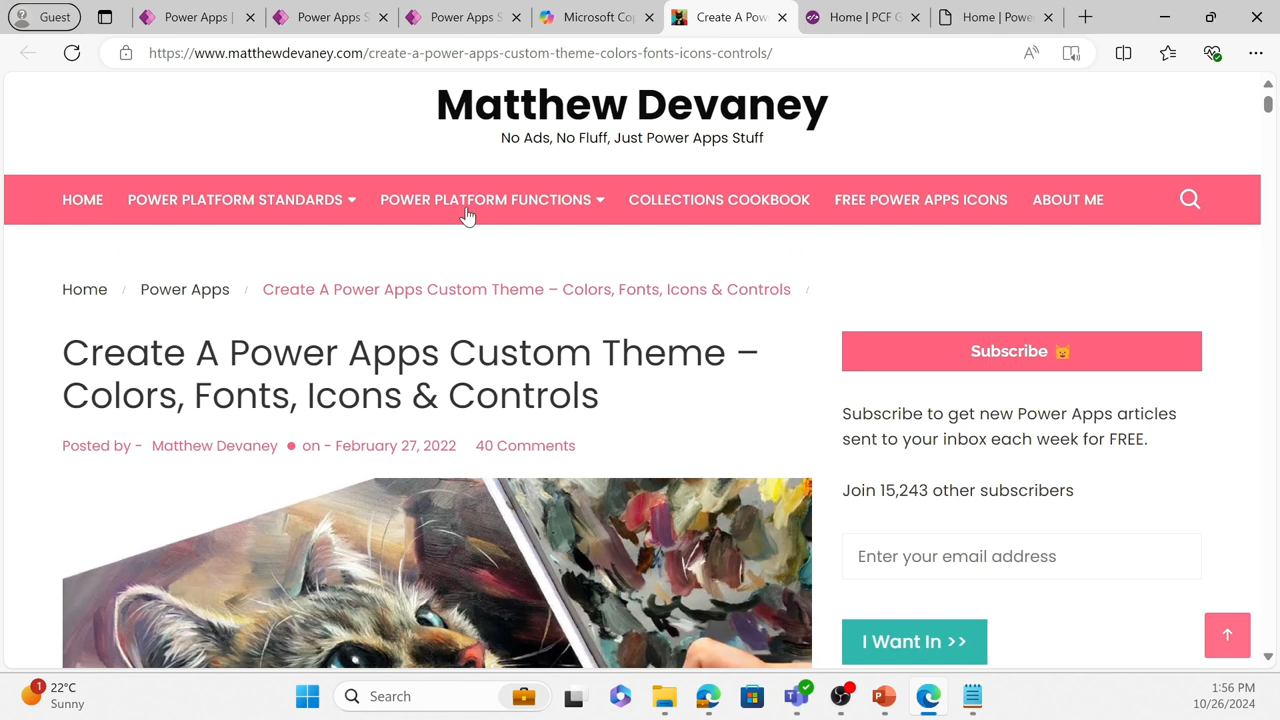 Guest
Power Apps |
Power Apps S
Power Apps S
Microsoft Co
Create A Pow
Home | PCF G
Home | Powe
https://www.matthewdevaney.com/create-a-power-apps-custom-theme-colors-fonts-icons-controls/
Matthew Devaney
No Ads, No Fluff, Just Power Apps Stuff
HOME POWER PLATFORM STANDARDS POWER PLATFORM FUNCTIONS COLLECTIONS COOKBOOK FREE POWER APPS ICONS ABOUT ME
Home / Power Apps / Create A Power Apps Custom Theme – Colors, Fonts, Icons & Controls /
Create A Power Apps Custom Theme –
Colors, Fonts, Icons & Controls
Posted by - Matthew Devaney on - February 27, 2022 40 Comments
Subscribe
Subscribe to get new Power Apps articles
sent to your inbox each week for FREE.
Join 15,243 other subscribers
Enter your email address
I Want In >>
1
22°C
Sunny
Search
1:56 PM
10/26/2024